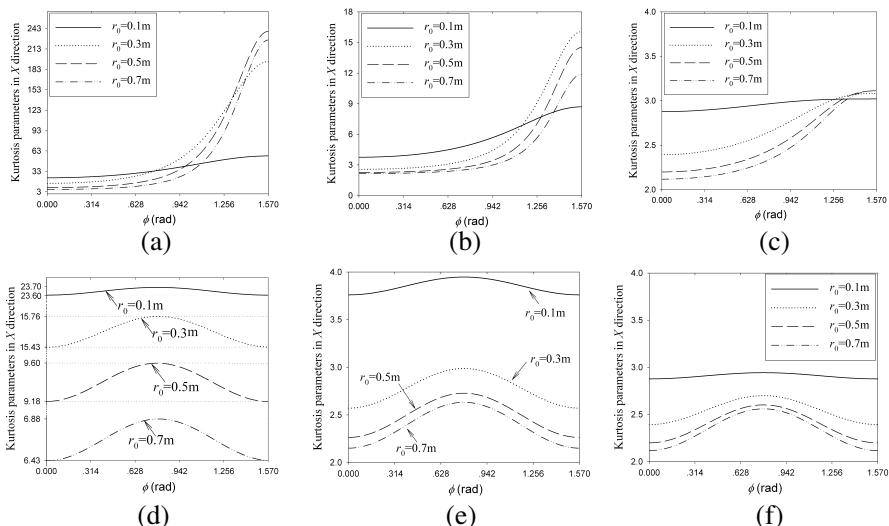 Kurtosis parameters in X direction
243
213
183
153
123
93
63
33
3
r0=0.1m
r0=0.3m
r0=0.5m
r0=0.7m
0.000 .314 .628 .942 1.256 1.570
ϕ (rad)
(a)
Kurtosis parameters in X direction
18
15
12
9
6
3
0
r0=0.1m
r0=0.3m
r0=0.5m
r0=0.7m
0.000 .314 .628 .942 1.256 1.570
ϕ (rad)
(b)
Kurtosis parameters in X direction
4.0
3.5
3.0
2.5
2.0
r0=0.1m
r0=0.3m
r0=0.5m
r0=0.7m
0.000 .314 .628 .942 1.256 1.570
ϕ (rad)
(c)
Kurtosis parameters in X direction
23.70
23.60
15.76
15.43
9.60
9.18
6.88
6.43
r0=0.1m
r0=0.3m
r0=0.5m
r0=0.7m
0.000 .314 .628 .942 1.256 1.570
ϕ (rad)
(d)
Kurtosis parameters in X direction
4.0
3.5
3.0
2.5
2.0
r0=0.1m
r0=0.3m
r0=0.5m
r0=0.7m
0.000 .314 .628 .942 1.256 1.570
ϕ (rad)
(e)
Kurtosis parameters in X direction
4.0
3.5
3.0
2.5
2.0
r0=0.1m
r0=0.3m
r0=0.5m
r0=0.7m
0.000 .314 .628 .942 1.256 1.570
ϕ (rad)
(f)